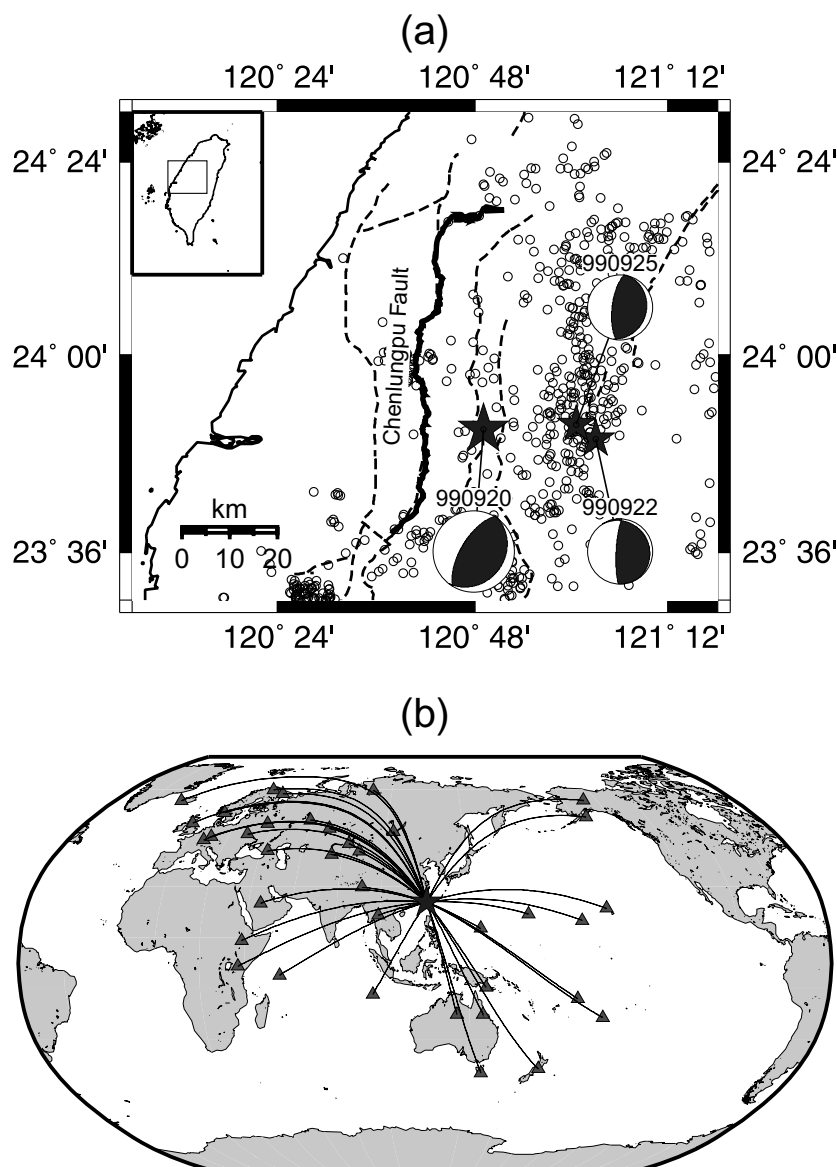 (a)
120˚ 24' 120˚ 48' 121˚ 12'
24˚ 24' 24˚ 24'
990925
Chenlungpu Fault
24˚ 00' 24˚ 00'
990920 990922
km
0 10 20
23˚ 36' 23˚ 36'
120˚ 24' 120˚ 48' 121˚ 12'
(b)